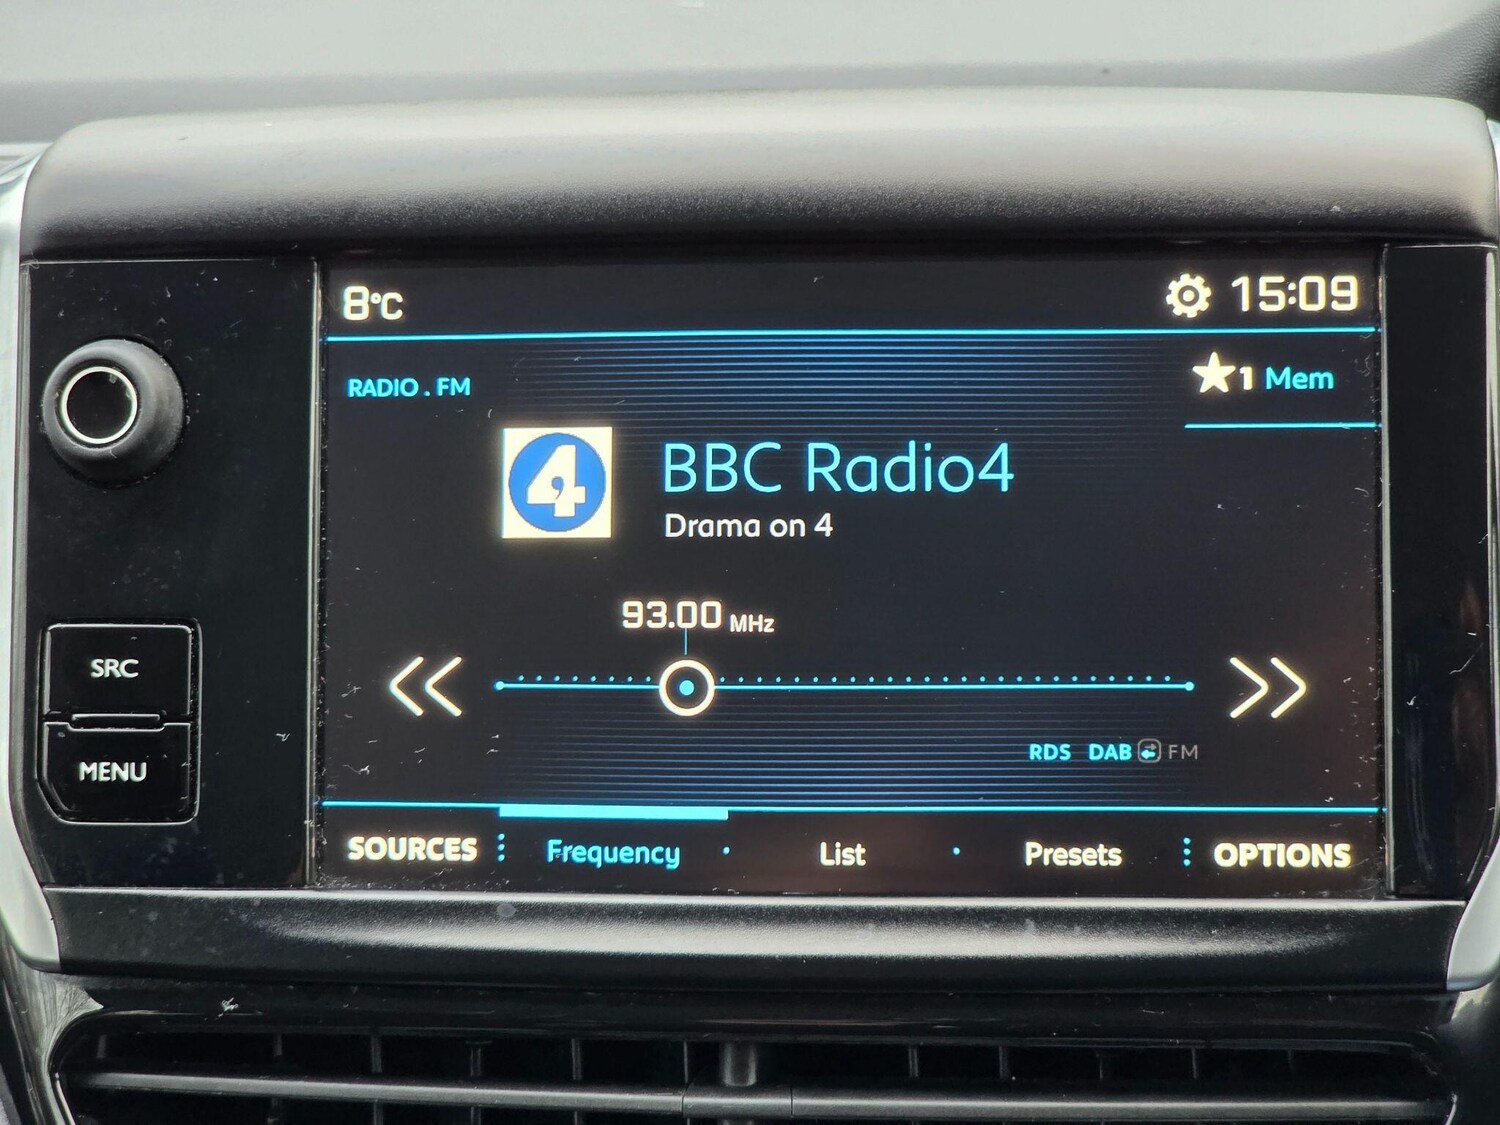 8°C
15:09
RADIO . FM
1 Mem
4
BBC Radio4
Drama on 4
93.00 MHz
SRC
MENU
RDS DAB FM
SOURCES Frequency List Presets OPTIONS